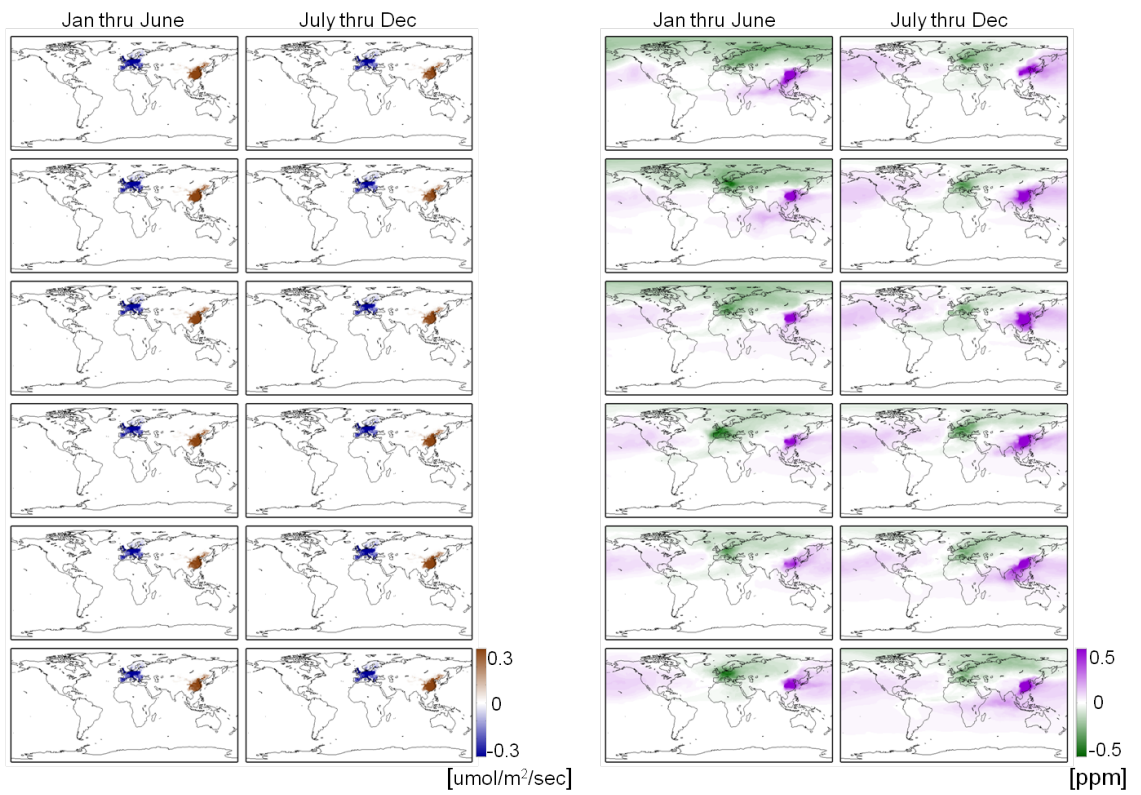 Jan thru June July thru Dec Jan thru June July thru Dec
0.3
0
-0.3
[umol/m²/sec]
0.5
0
-0.5
[ppm]